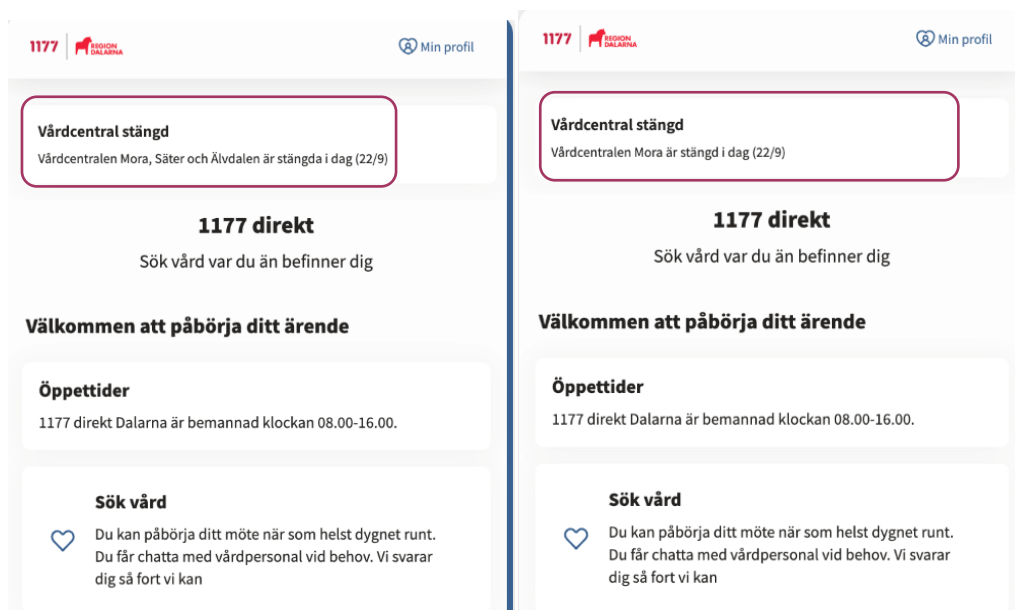 1177 REGION DALARNA Min profil
Vårdcentral stängd
Vårdcentralen Mora, Säter och Älvdalen är stängda i dag (22/9)
1177 direkt
Sök vård var du än befinner dig
Välkommen att påbörja ditt ärende
Öppettider
1177 direkt Dalarna är bemannad klockan 08.00-16.00.
Sök vård
Du kan påbörja ditt möte när som helst dygnet runt.
Du får chatta med vårdpersonal vid behov. Vi svarar
dig så fort vi kan
1177 REGION DALARNA Min profil
Vårdcentral stängd
Vårdcentralen Mora är stängd i dag (22/9)
1177 direkt
Sök vård var du än befinner dig
Välkommen att påbörja ditt ärende
Öppettider
1177 direkt Dalarna är bemannad klockan 08.00-16.00.
Sök vård
Du kan påbörja ditt möte när som helst dygnet runt.
Du får chatta med vårdpersonal vid behov. Vi svarar
dig så fort vi kan